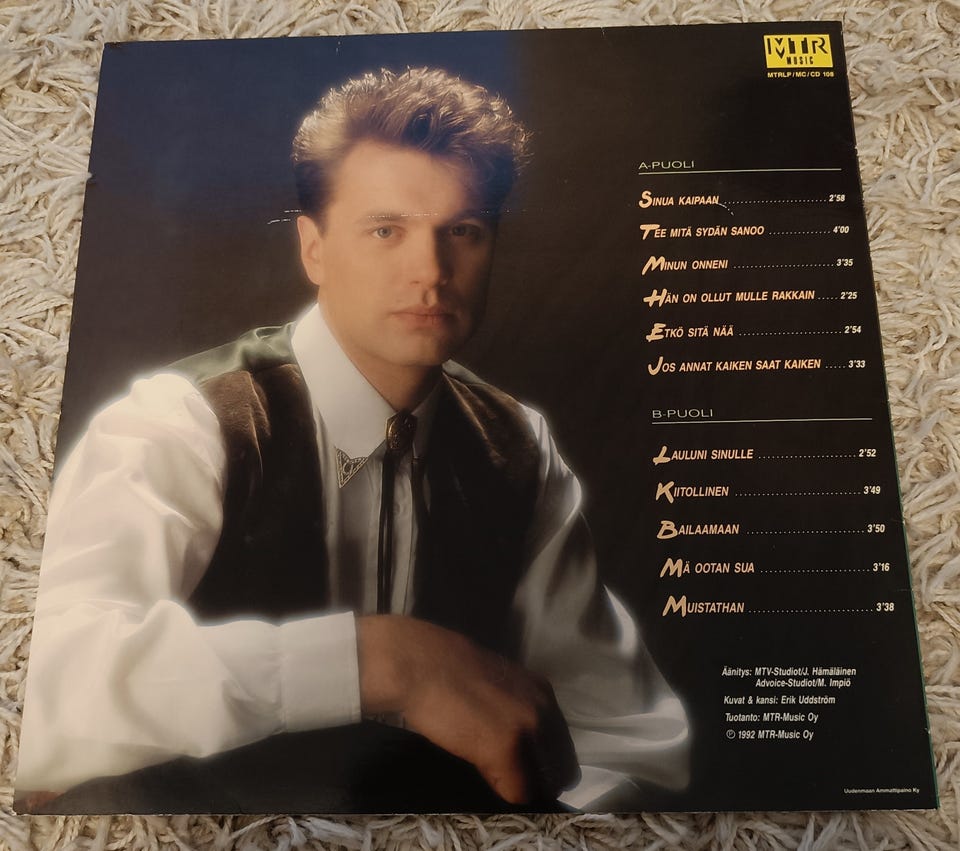 MTR
MUSIC
MTRLP/MC/CD 108
A-PUOLI
SINUA KAIPAAN 2'58
TEE MITÄ SYDÄN SANOO 4'00
MINUN ONNENI 3'35
HÄN ON OLLUT MULLE RAKKAIN 2'25
ETKÖ SITÄ NÄÄ 2'54
JOS ANNAT KAIKEN SAAT KAIKEN 3'33
B-PUOLI
LAULUNI SINULLE 2'52
KIITOLLINEN 3'49
BAILAAMAAN 3'50
MÄ OOTAN SUA 3'16
MUISTATHAN 3'38
Äänitys: MTV-Studiot/J. Hämäläinen
Advoice-Studiot/M. Impiö
Kuvat & kansi: Erik Uddström
Tuotanto: MTR-Music Oy
℗ 1992 MTR-Music Oy
Uudenmaan Ammattipaino Ky